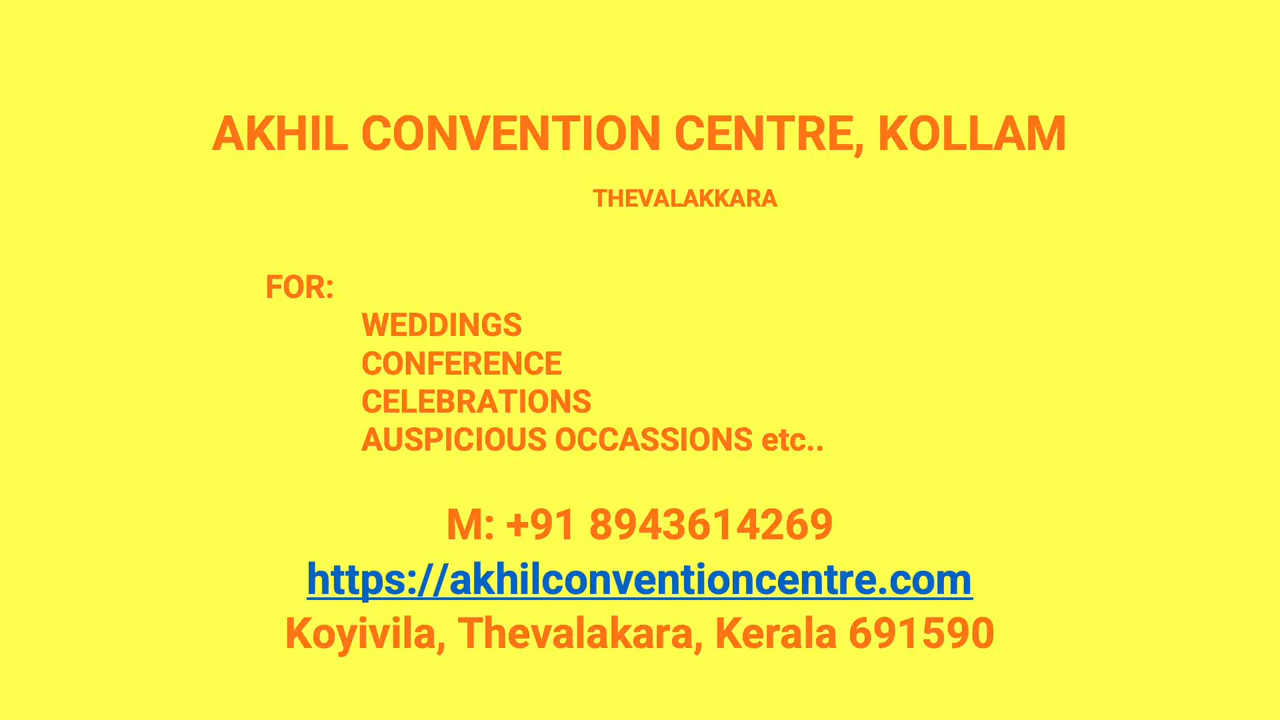 AKHIL CONVENTION CENTRE, KOLLAM
THEVALAKKARA
FOR:
WEDDINGS
CONFERENCE
CELEBRATIONS
AUSPICIOUS OCCASSIONS etc..
M: +91 8943614269
https://akhilconventioncentre.com
Koyivila, Thevalakara, Kerala 691590